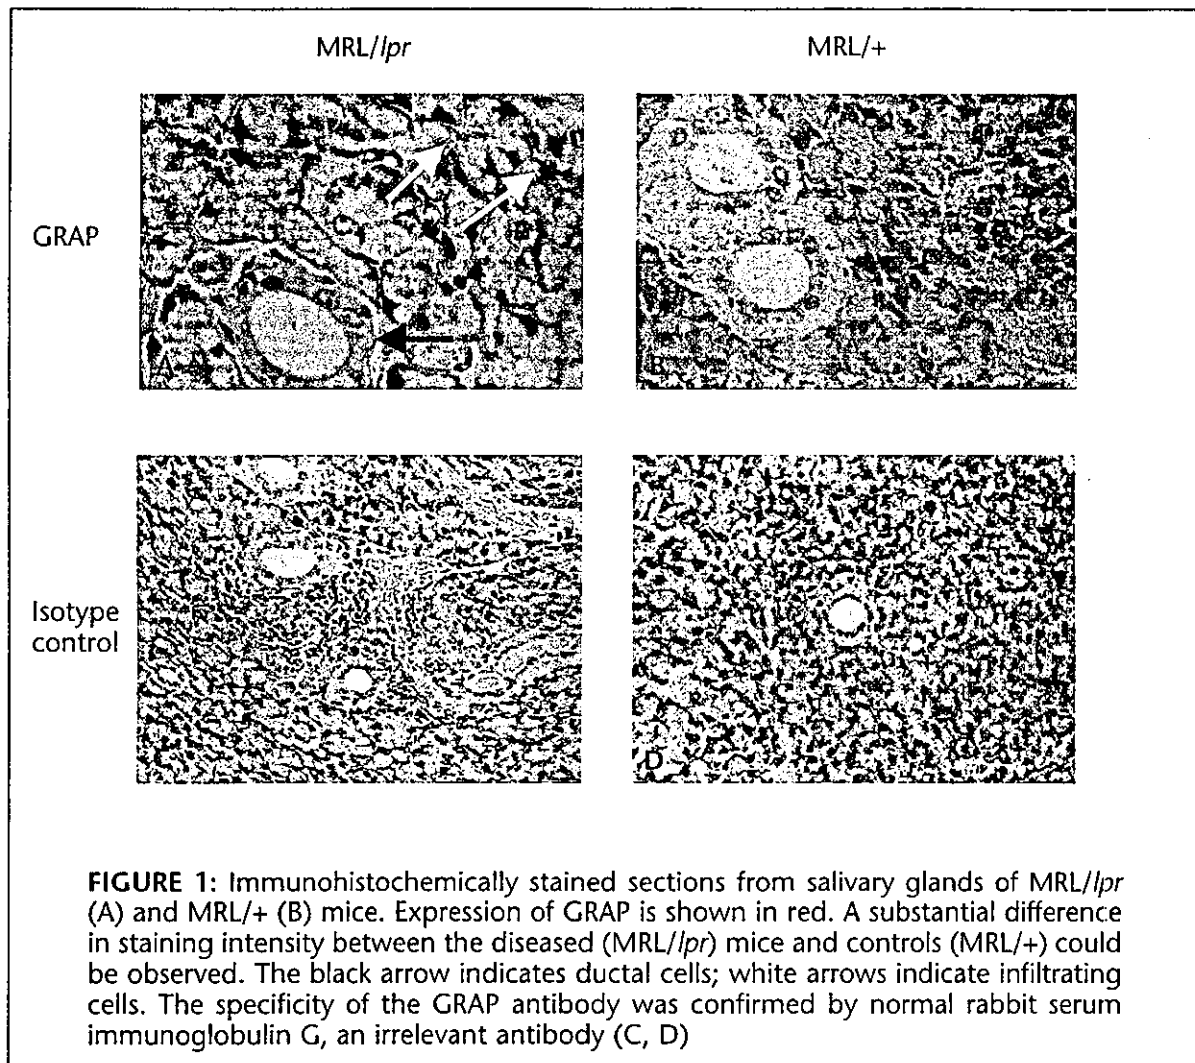 MRL/lpr
MRL/+
GRAP
A
B
Isotype
control
C
D
FIGURE 1: Immunohistochemically stained sections from salivary glands of MRL/lpr
(A) and MRL/+ (B) mice. Expression of GRAP is shown in red. A substantial difference
in staining intensity between the diseased (MRL/lpr) mice and controls (MRL/+) could
be observed. The black arrow indicates ductal cells; white arrows indicate infiltrating
cells. The specificity of the GRAP antibody was confirmed by normal rabbit serum
immunoglobulin G, an irrelevant antibody (C, D)